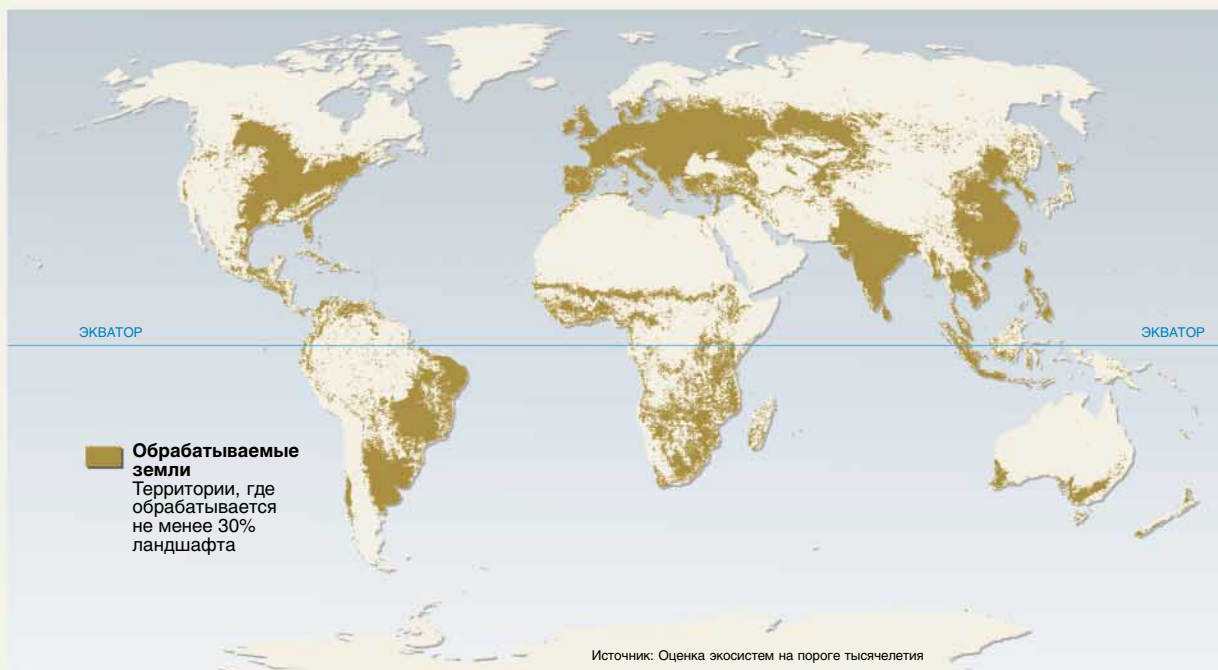 ЭКВАТОР
ЭКВАТОР
Обрабатываемые
земли
Территории, где
обрабатывается
не менее 30%
ландшафта
Источник: Оценка экосистем на пороге тысячелетия